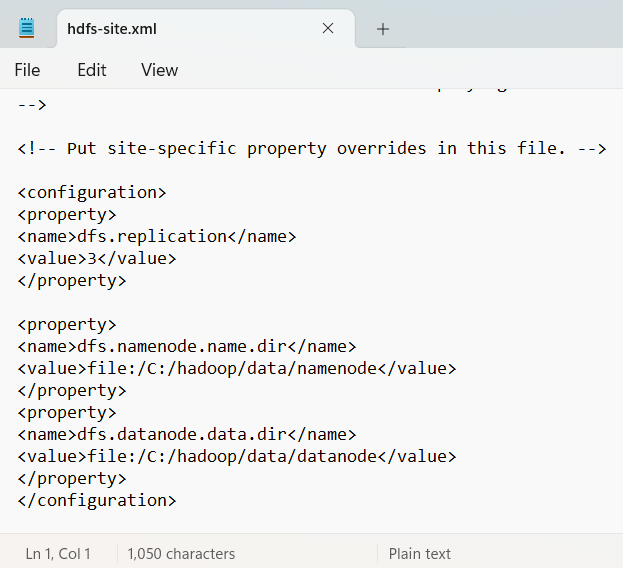 hdfs-site.xml
File Edit View
-->
<!-- Put site-specific property overrides in this file. -->
<configuration>
<property>
<name>dfs.replication</name>
<value>3</value>
</property>
<property>
<name>dfs.namenode.name.dir</name>
<value>file:/C:/hadoop/data/namenode</value>
</property>
<property>
<name>dfs.datanode.data.dir</name>
<value>file:/C:/hadoop/data/datanode</value>
</property>
</configuration>
Ln 1, Col 1 1,050 characters Plain text